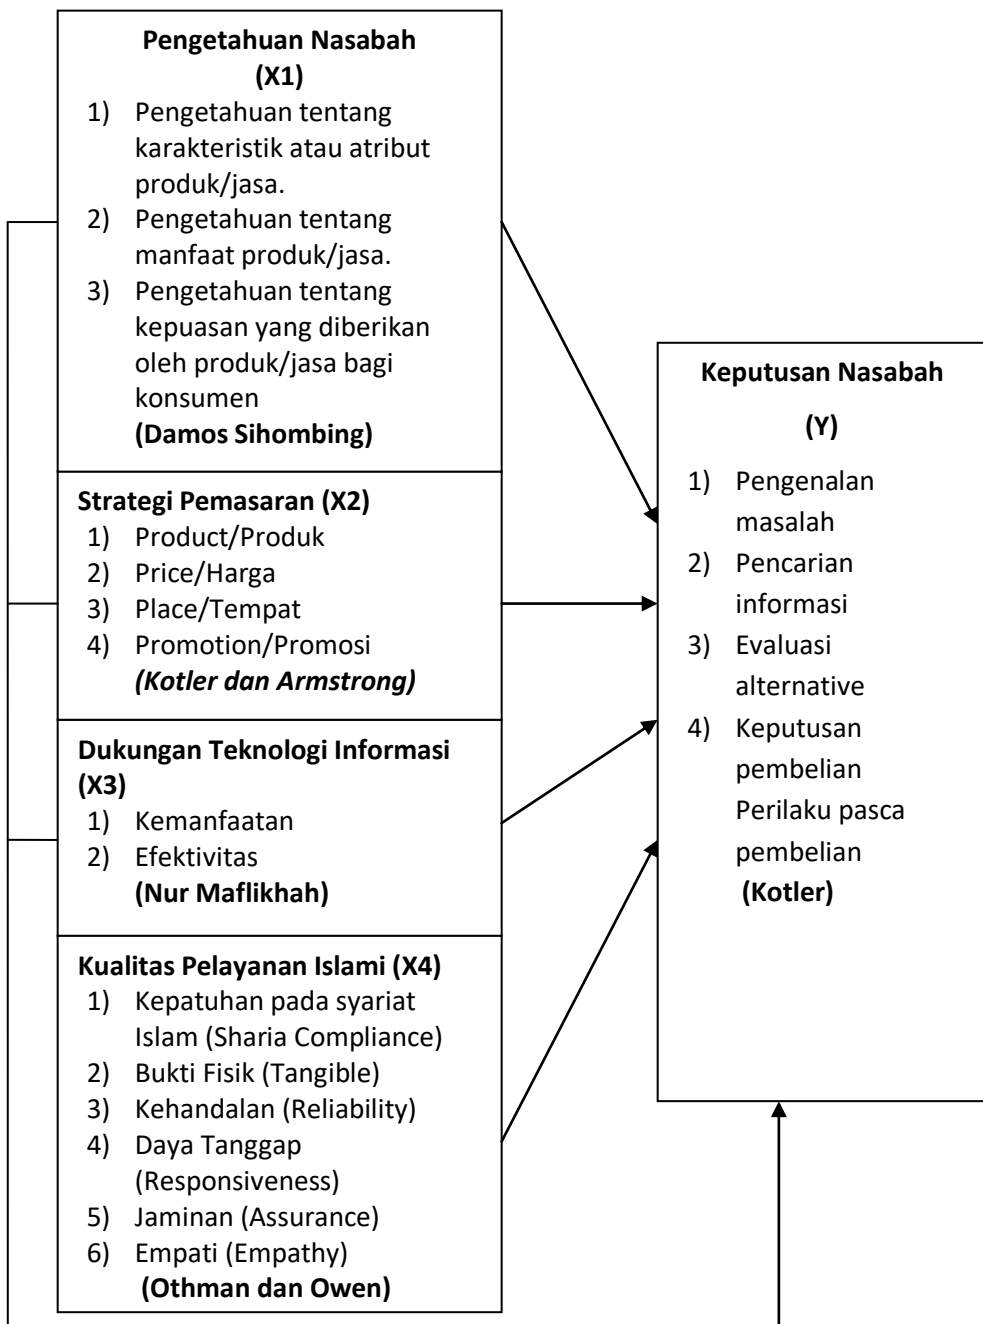 Pengetahuan Nasabah
(X1)
1) Pengetahuan tentang
karakteristik atau atribut
produk/jasa.
2) Pengetahuan tentang
manfaat produk/jasa.
3) Pengetahuan tentang
kepuasan yang diberikan
oleh produk/jasa bagi
konsumen
(Damos Sihombing)
Strategi Pemasaran (X2)
1) Product/Produk
2) Price/Harga
3) Place/Tempat
4) Promotion/Promosi
(Kotler dan Armstrong)
Dukungan Teknologi Informasi
(X3)
1) Kemanfaatan
2) Efektivitas
(Nur Maflikhah)
Kualitas Pelayanan Islami (X4)
1) Kepatuhan pada syariat
Islam (Sharia Compliance)
2) Bukti Fisik (Tangible)
3) Kehandalan (Reliability)
4) Daya Tanggap
(Responsiveness)
5) Jaminan (Assurance)
6) Empati (Empathy)
(Othman dan Owen)
Keputusan Nasabah
(Y)
1) Pengenalan
masalah
2) Pencarian
informasi
3) Evaluasi
alternative
4) Keputusan
pembelian
Perilaku pasca
pembelian
(Kotler)